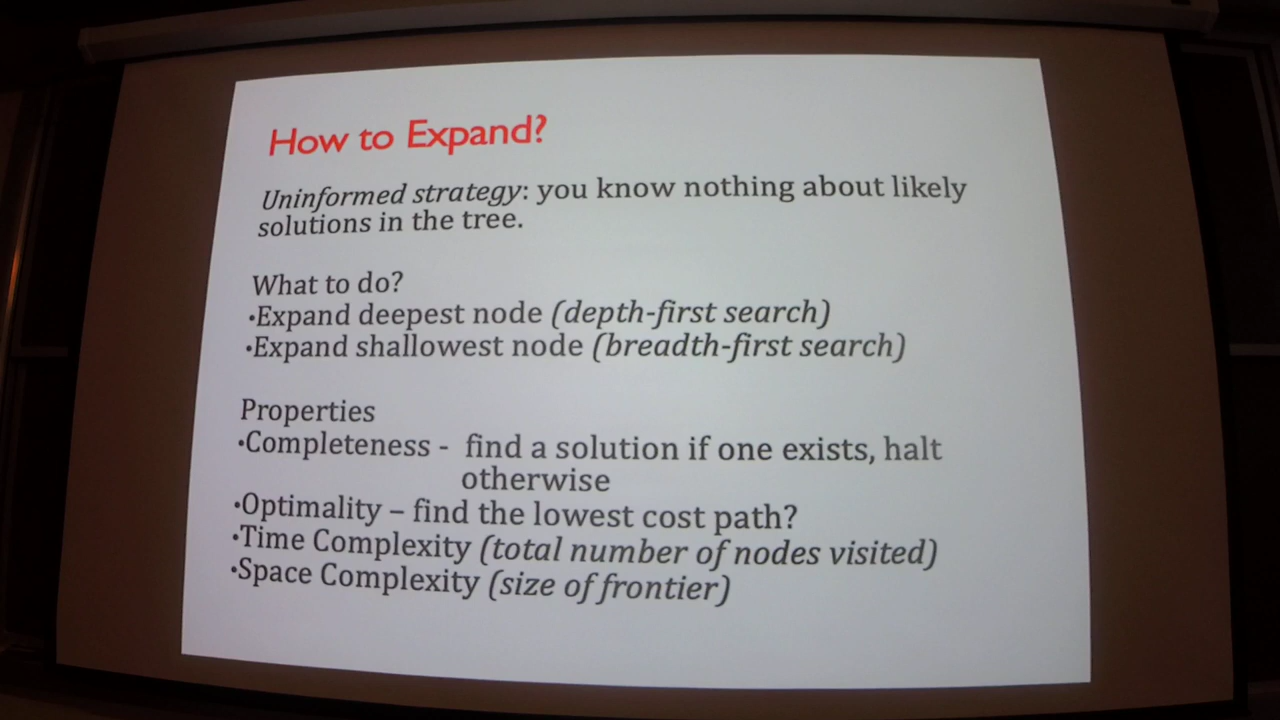 How to Expand?
Uninformed strategy: you know nothing about likely
solutions in the tree.
What to do?
•Expand deepest node (depth-first search)
•Expand shallowest node (breadth-first search)
Properties
•Completeness - find a solution if one exists, halt
otherwise
•Optimality – find the lowest cost path?
•Time Complexity (total number of nodes visited)
•Space Complexity (size of frontier)